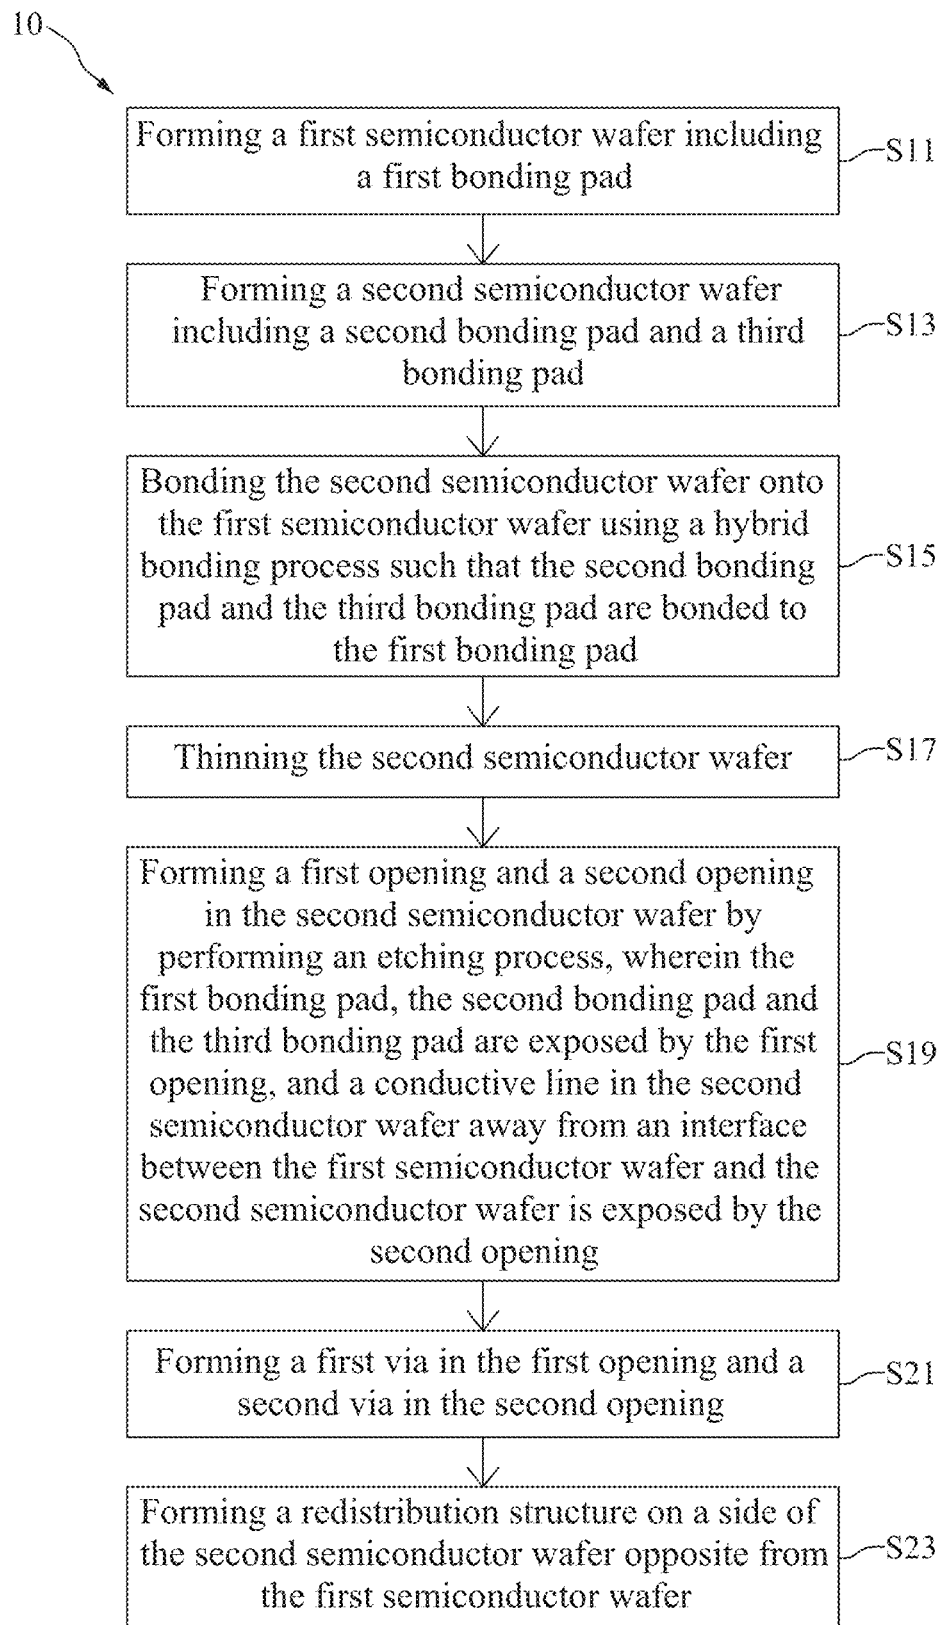 10
Forming a first semiconductor wafer including
a first bonding pad
S11
Forming a second semiconductor wafer
including a second bonding pad and a third
bonding pad
S13
Bonding the second semiconductor wafer onto
the first semiconductor wafer using a hybrid
bonding process such that the second bonding
pad and the third bonding pad are bonded to
the first bonding pad
S15
Thinning the second semiconductor wafer
S17
Forming a first opening and a second opening
in the second semiconductor wafer by
performing an etching process, wherein the
first bonding pad, the second bonding pad and
the third bonding pad are exposed by the first
opening, and a conductive line in the second
semiconductor wafer away from an interface
between the first semiconductor wafer and the
second semiconductor wafer is exposed by the
second opening
S19
Forming a first via in the first opening and a
second via in the second opening
S21
Forming a redistribution structure on a side of
the second semiconductor wafer opposite from
the first semiconductor wafer
S23